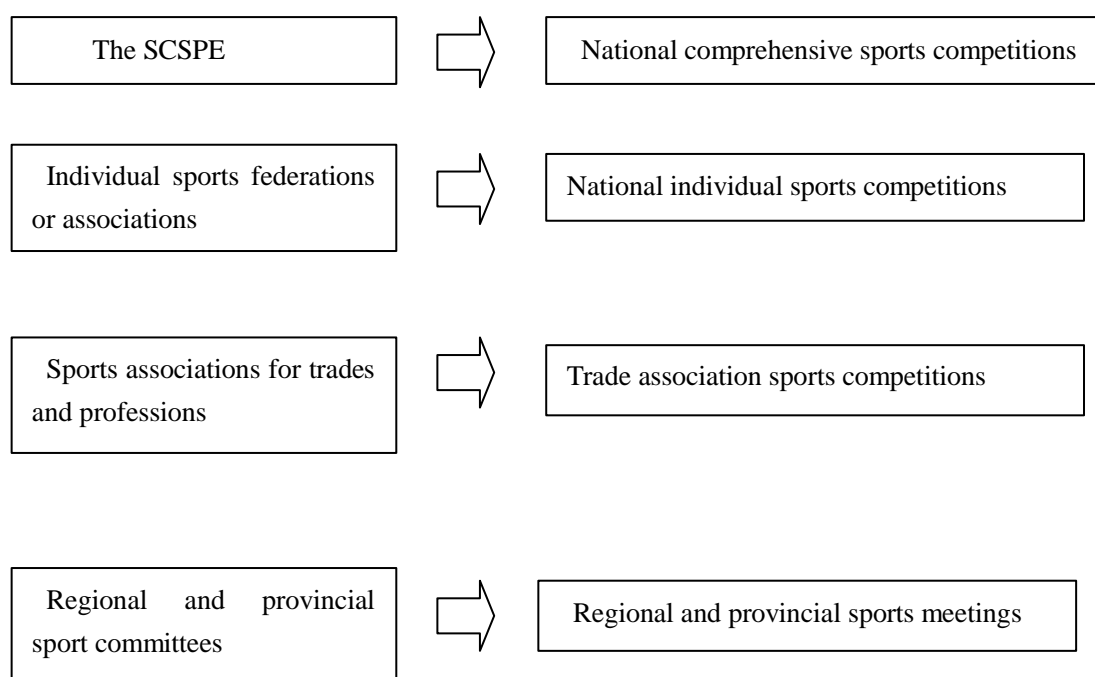 The SCSPE
National comprehensive sports competitions
Individual sports federations
or associations
National individual sports competitions
Sports associations for trades
and professions
Trade association sports competitions
Regional and provincial
sport committees
Regional and provincial sports meetings